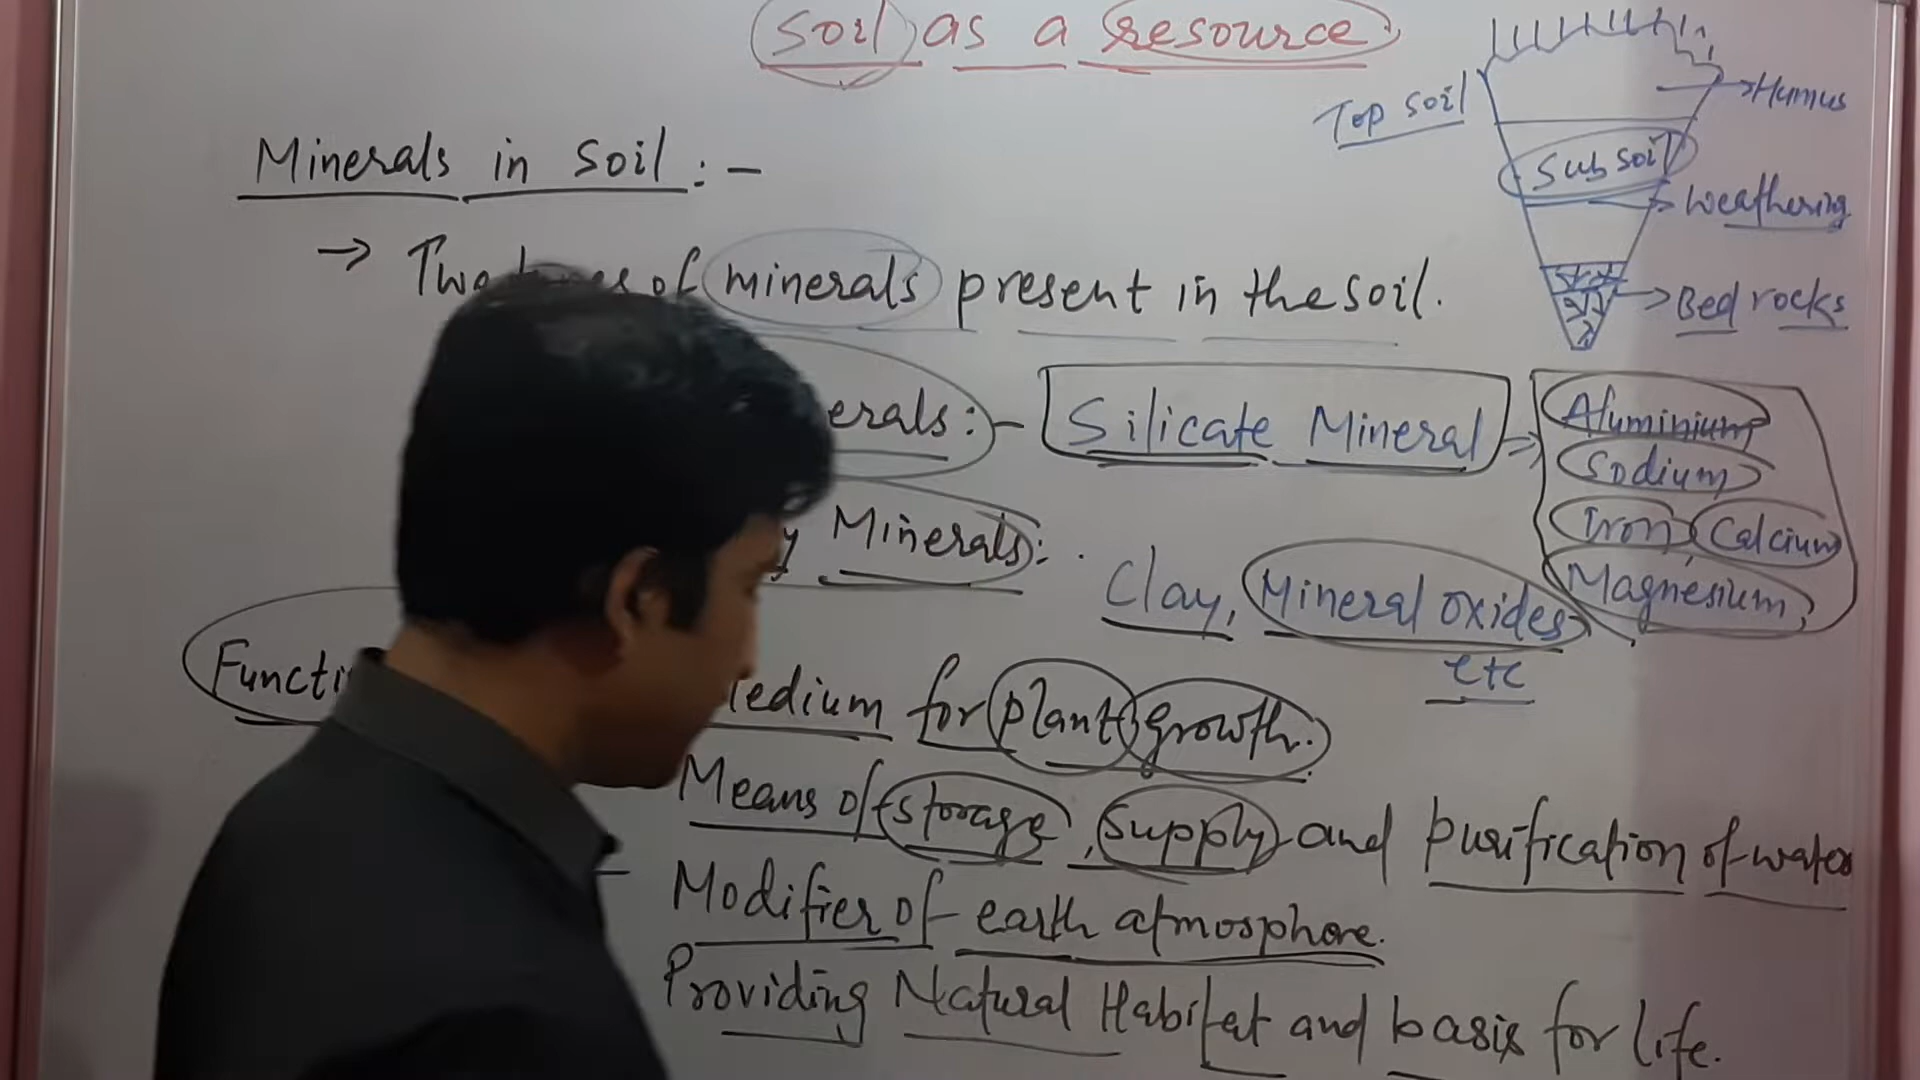 Soil as a resource.
Top Soil
Humus
Sub soil
Weathering
Bed rocks
Minerals in Soil : -
→ Two of minerals present in the soil.
erals :- Silicate Mineral ⇒
Aluminium
Sodium
Iron, Calcium
Magnesium,
y Minerals: .
Clay, Mineral oxides
etc
Functi
edium for plant growth.
Means of storage, supply and purification of water
- Modifier of earth atmosphore.
Providing Natural Habitat and basis for life.